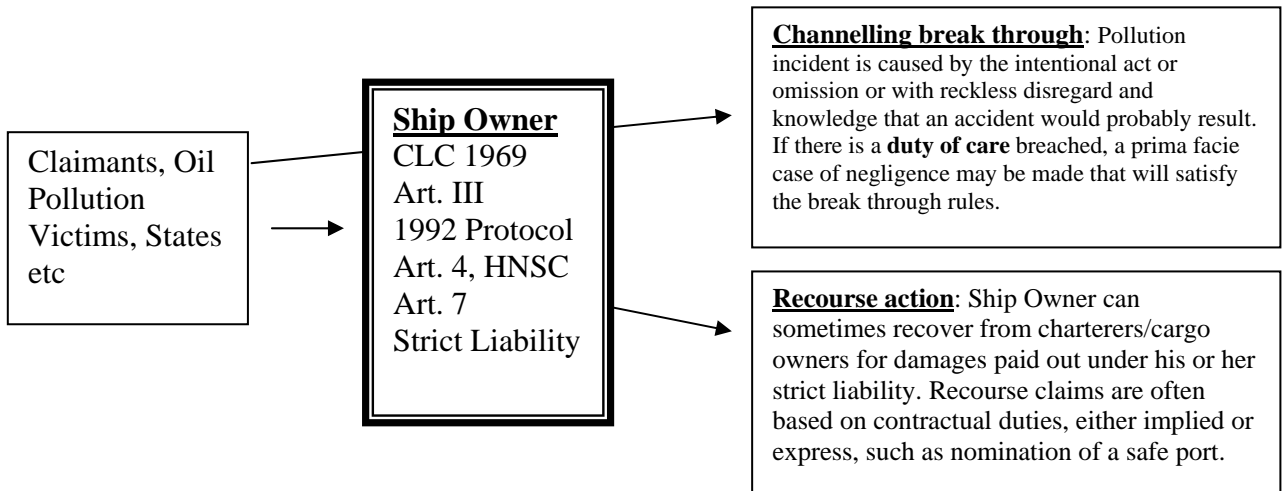 Claimants, Oil
Pollution
Victims, States
etc
Ship Owner
CLC 1969
Art. III
1992 Protocol
Art. 4, HNSC
Art. 7
Strict Liability
Channelling break through: Pollution
incident is caused by the intentional act or
omission or with reckless disregard and
knowledge that an accident would probably result.
If there is a duty of care breached, a prima facie
case of negligence may be made that will satisfy
the break through rules.
Recourse action: Ship Owner can
sometimes recover from charterers/cargo
owners for damages paid out under his or her
strict liability. Recourse claims are often
based on contractual duties, either implied or
express, such as nomination of a safe port.